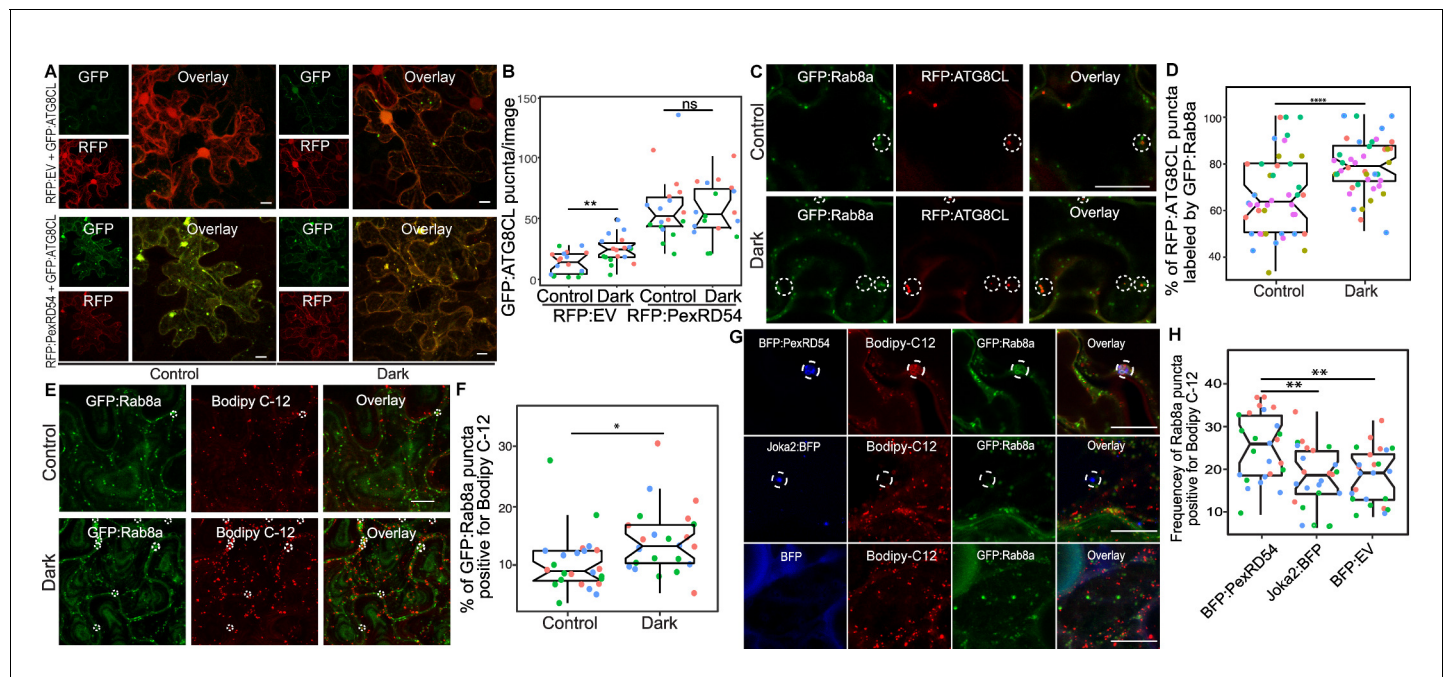 A
RFP:EV + GFP:ATG8CL
GFP
Overlay
GFP
Overlay
RFP
RFP
RFP:PexRD54 + GFP:ATG8CL
GFP
Overlay
GFP
Overlay
RFP
RFP
Control
Dark
B
GFP:ATG8CL pucnta/image
150
100
50
0
**
ns
Control Dark Control Dark
RFP:EV RFP:PexRD54
C
Control
GFP:Rab8a
RFP:ATG8CL
Overlay
Dark
GFP:Rab8a
RFP:ATG8CL
Overlay
D
% of RFP:ATG8CL puncta
labeled by GFP:Rab8a
100
80
60
40
****
Control
Dark
E
Control
GFP:Rab8a
Bodipy C-12
Overlay
Dark
GFP:Rab8a
Bodipy C-12
Overlay
F
% of GFP:Rab8a puncta
positive for Bodipy C-12
30
20
10
*
Control
Dark
G
BFP:PexRD54
Bodipy-C12
GFP:Rab8a
Overlay
Joka2:BFP
Bodipy-C12
GFP:Rab8a
Overlay
BFP
Bodipy-C12
GFP:Rab8a
Overlay
H
Frequencey of Rab8a puncta
positive for Bodipy C-12
40
30
20
10
**
**
BFP:PexRD54
Joka2:BFP
BFP:EV